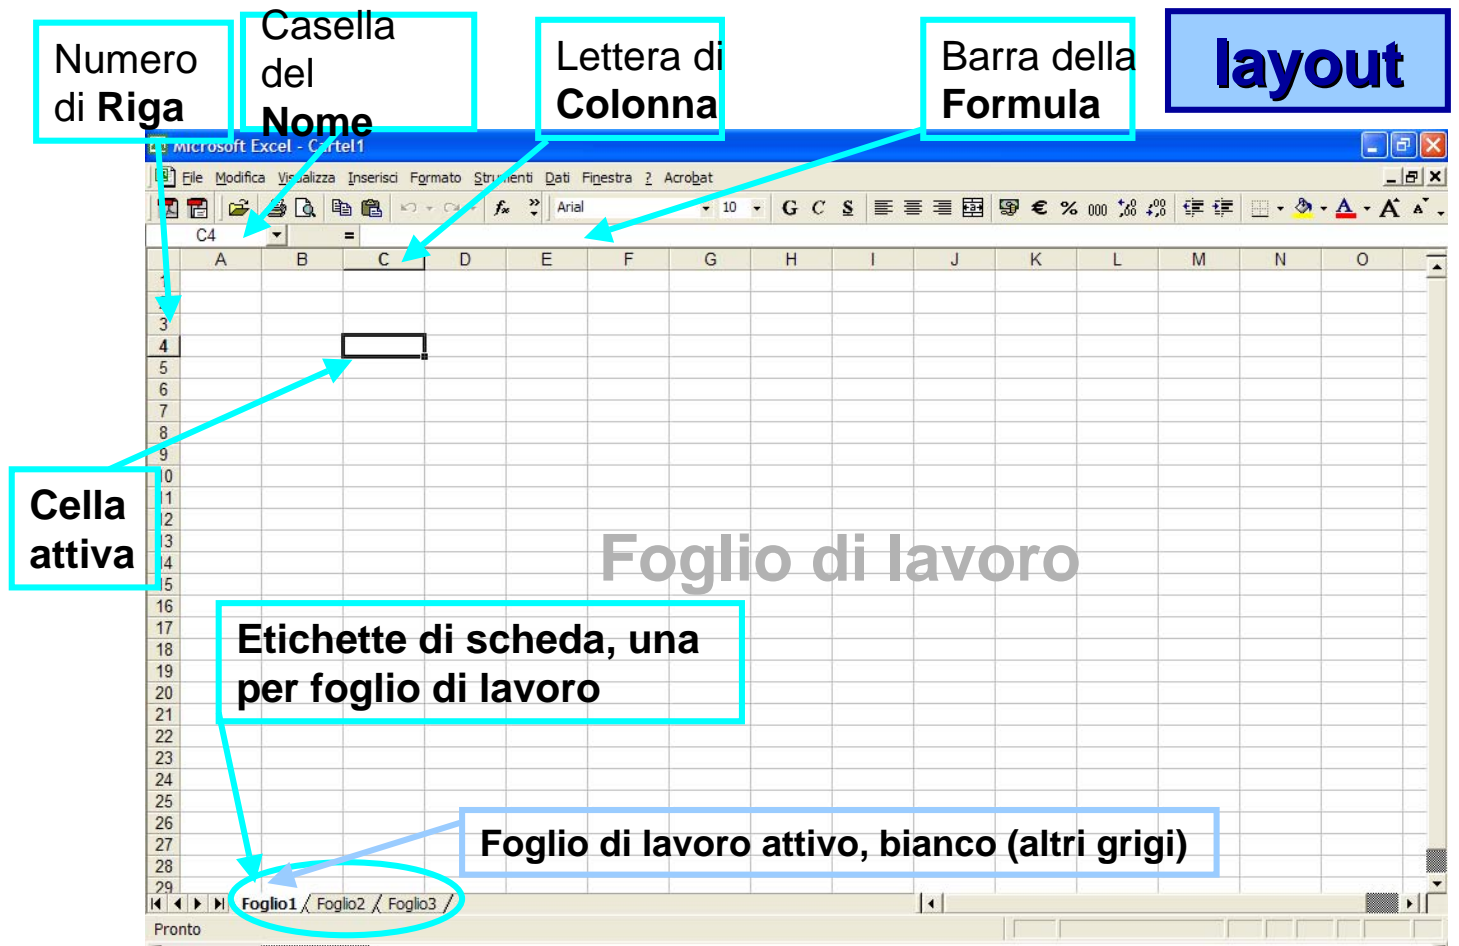 Numero
di Riga
Casella
del
Nome
Lettera di
Colonna
Barra della
Formula
layout
Microsoft Excel - Cartel1
File Modifica Visualizza Inserisci Formato Strumenti Dati Finestra ? Acrobat
Arial 10 G C S € % 000
C4 =
A B C D E F G H I J K L M N O
1
2
3
4
5
6
7
8
9
10
11
12
13
14
15
16
17
18
19
20
21
22
23
24
25
26
27
28
29
Cella
attiva
Foglio di lavoro
Etichette di scheda, una
per foglio di lavoro
Foglio di lavoro attivo, bianco (altri grigi)
Foglio1 Foglio2 Foglio3
Pronto